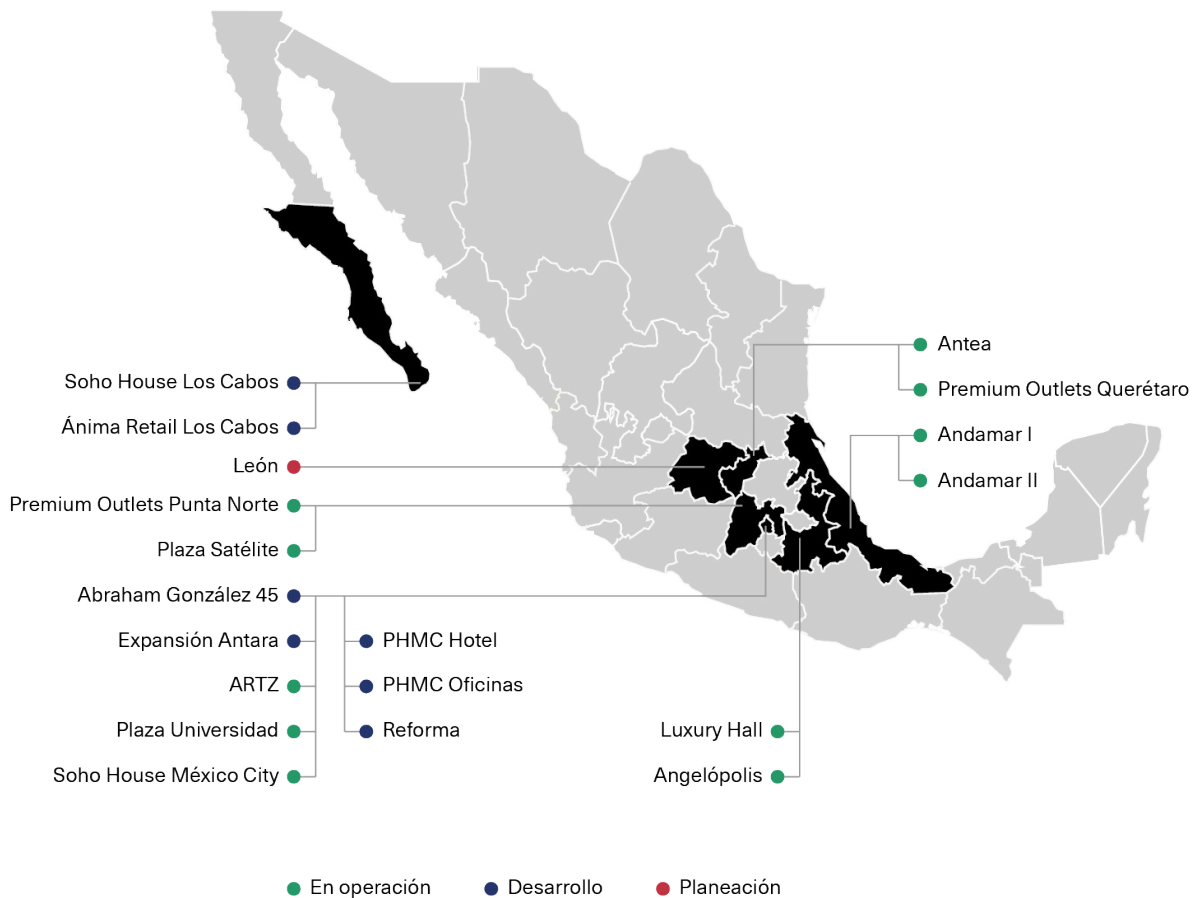 Soho House Los Cabos
Ánima Retail Los Cabos
León
Premium Outlets Punta Norte
Plaza Satélite
Abraham González 45
Expansión Antara
ARTZ
Plaza Universidad
Soho House México City
PHMC Hotel
PHMC Oficinas
Reforma
Luxury Hall
Angelópolis
Antea
Premium Outlets Querétaro
Andamar I
Andamar II
En operación
Desarrollo
Planeación